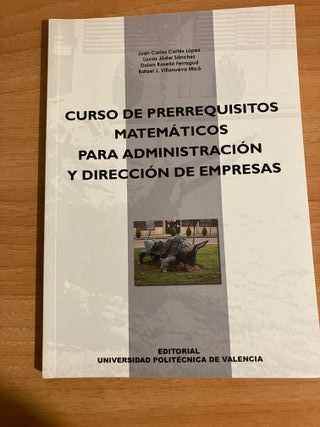 Juan Carlos Cortés López
Lucas Jódar Sánchez
Dolors Roselló Ferragud
Rafael J. Villanueva Micó
CURSO DE PRERREQUISITOS
MATEMÁTICOS
PARA ADMINISTRACIÓN
Y DIRECCIÓN DE EMPRESAS
EDITORIAL
UNIVERSIDAD POLITÉCNICA DE VALENCIA